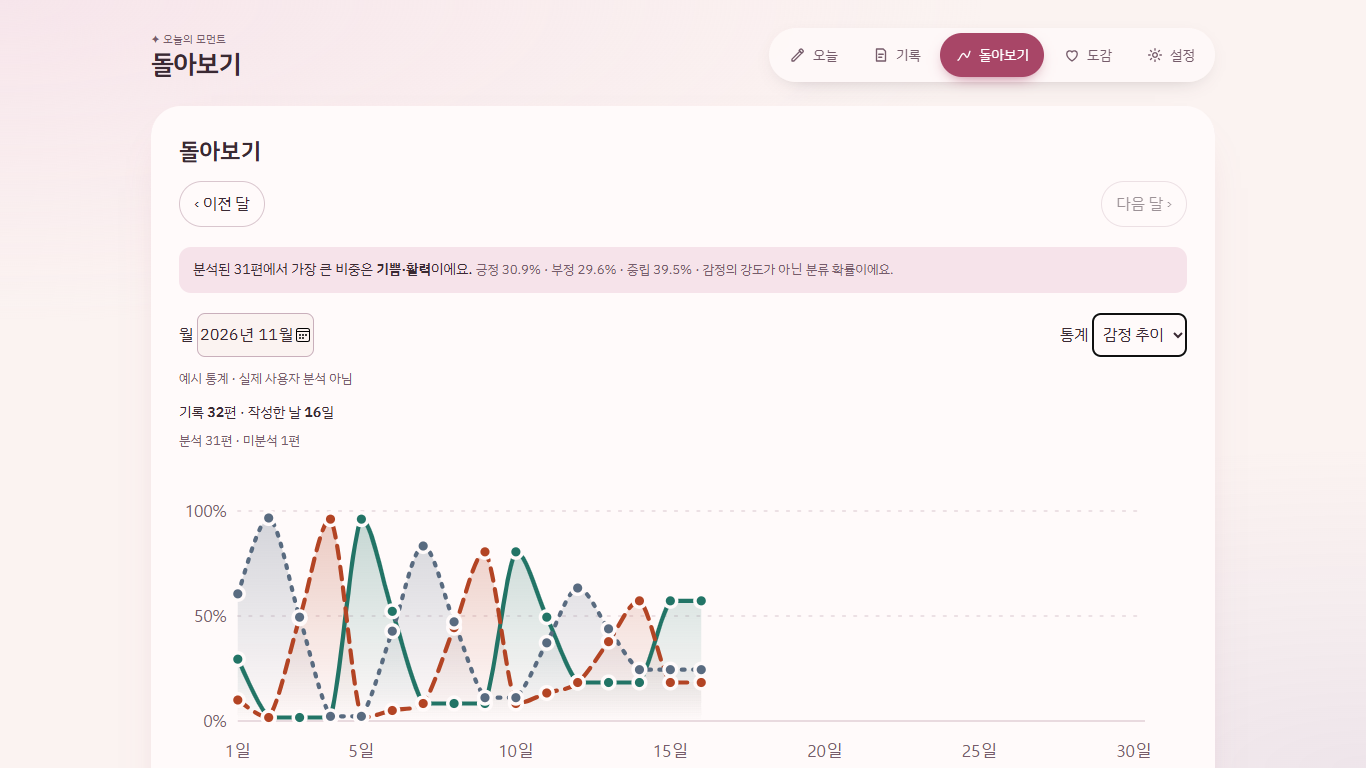 ✦ 오늘의 모먼트
돌아보기
오늘 기록 돌아보기 도감 설정
돌아보기
‹ 이전 달 다음 달 ›
분석된 31편에서 가장 큰 비중은 기쁨·활력이에요. 긍정 30.9% · 부정 29.6% · 중립 39.5% · 감정의 강도가 아닌 분류 확률이에요.
월 2026년 11월 통계 감정 추이
예시 통계 · 실제 사용자 분석 아님
기록 32편 · 작성한 날 16일
분석 31편 · 미분석 1편
100%
50%
0%
1일 5일 10일 15일 20일 25일 30일